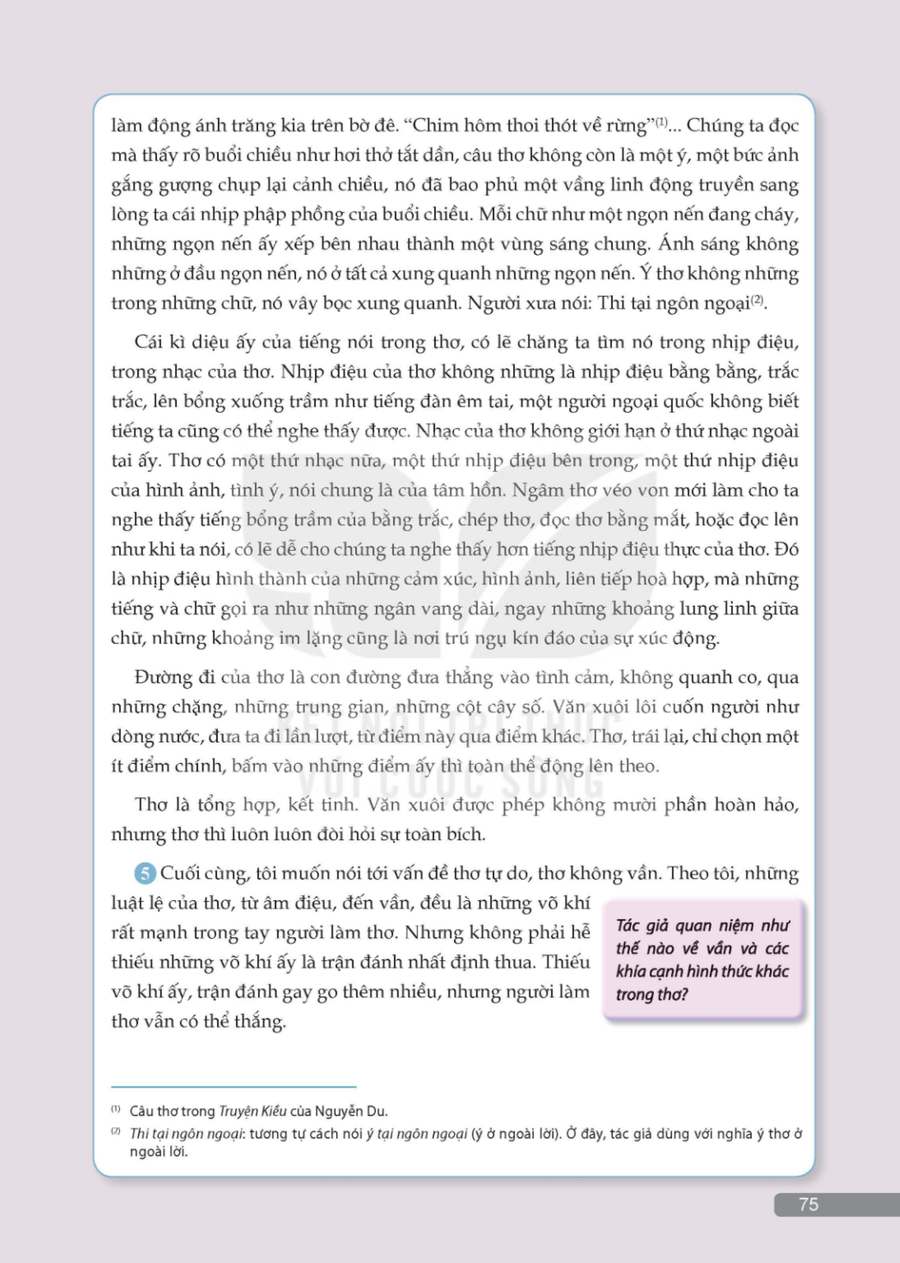 làm động ánh trăng kia trên bờ đê. “Chim hôm thoi thót về rừng”(1)... Chúng ta đọc
mà thấy rõ buổi chiều như hơi thở tắt dần, câu thơ không còn là một ý, một bức ảnh
gắng gượng chụp lại cảnh chiều, nó đã bao phủ một vầng linh động truyền sang
lòng ta cái nhịp phập phồng của buổi chiều. Mỗi chữ như một ngọn nến đang cháy,
những ngọn nến ấy xếp bên nhau thành một vùng sáng chung. Ánh sáng không
những ở đầu ngọn nến, nó ở tất cả xung quanh những ngọn nến. Ý thơ không những
trong những chữ, nó vây bọc xung quanh. Người xưa nói: Thi tại ngôn ngoại(2).
Cái kì diệu ấy của tiếng nói trong thơ, có lẽ chăng ta tìm nó trong nhịp điệu,
trong nhạc của thơ. Nhịp điệu của thơ không những là nhịp điệu bằng bằng, trắc
trắc, lên bổng xuống trầm như tiếng đàn êm tai, một người ngoại quốc không biết
tiếng ta cũng có thể nghe thấy được. Nhạc của thơ không giới hạn ở thứ nhạc ngoài
tai ấy. Thơ có một thứ nhạc nữa, một thứ nhịp điệu bên trong, một thứ nhịp điệu
của hình ảnh, tình ý, nói chung là của tâm hồn. Ngâm thơ véo von mới làm cho ta
nghe thấy tiếng bổng trầm của bằng trắc, chép thơ, đọc thơ bằng mắt, hoặc đọc lên
như khi ta nói, có lẽ dễ cho chúng ta nghe thấy hơn tiếng nhịp điệu thực của thơ. Đó
là nhịp điệu hình thành của những cảm xúc, hình ảnh, liên tiếp hoà hợp, mà những
tiếng và chữ gọi ra như những ngân vang dài, ngay những khoảng lung linh giữa
chữ, những khoảng im lặng cũng là nơi trú ngụ kín đáo của sự xúc động.
Đường đi của thơ là con đường đưa thẳng vào tình cảm, không quanh co, qua
những chặng, những trung gian, những cột cây số. Văn xuôi lôi cuốn người như
dòng nước, đưa ta đi lần lượt, từ điểm này qua điểm khác. Thơ, trái lại, chỉ chọn một
ít điểm chính, bấm vào những điểm ấy thì toàn thể động lên theo.
Thơ là tổng hợp, kết tinh. Văn xuôi được phép không mười phần hoàn hảo,
nhưng thơ thì luôn luôn đòi hỏi sự toàn bích.
5 Cuối cùng, tôi muốn nói tới vấn đề thơ tự do, thơ không vần. Theo tôi, những
luật lệ của thơ, từ âm điệu, đến vần, đều là những võ khí
rất mạnh trong tay người làm thơ. Nhưng không phải hễ
thiếu những võ khí ấy là trận đánh nhất định thua. Thiếu
võ khí ấy, trận đánh gay go thêm nhiều, nhưng người làm
thơ vẫn có thể thắng.
Tác giả quan niệm như
thế nào về vần và các
khía cạnh hình thức khác
trong thơ?
KẾT NỐI TRI THỨC
VỚI CUỘC SỐNG
(1) Câu thơ trong Truyện Kiều của Nguyễn Du.
(2) Thi tại ngôn ngoại: tương tự cách nói ý tại ngôn ngoại (ý ở ngoài lời). Ở đây, tác giả dùng với nghĩa ý thơ ở
ngoài lời.
75